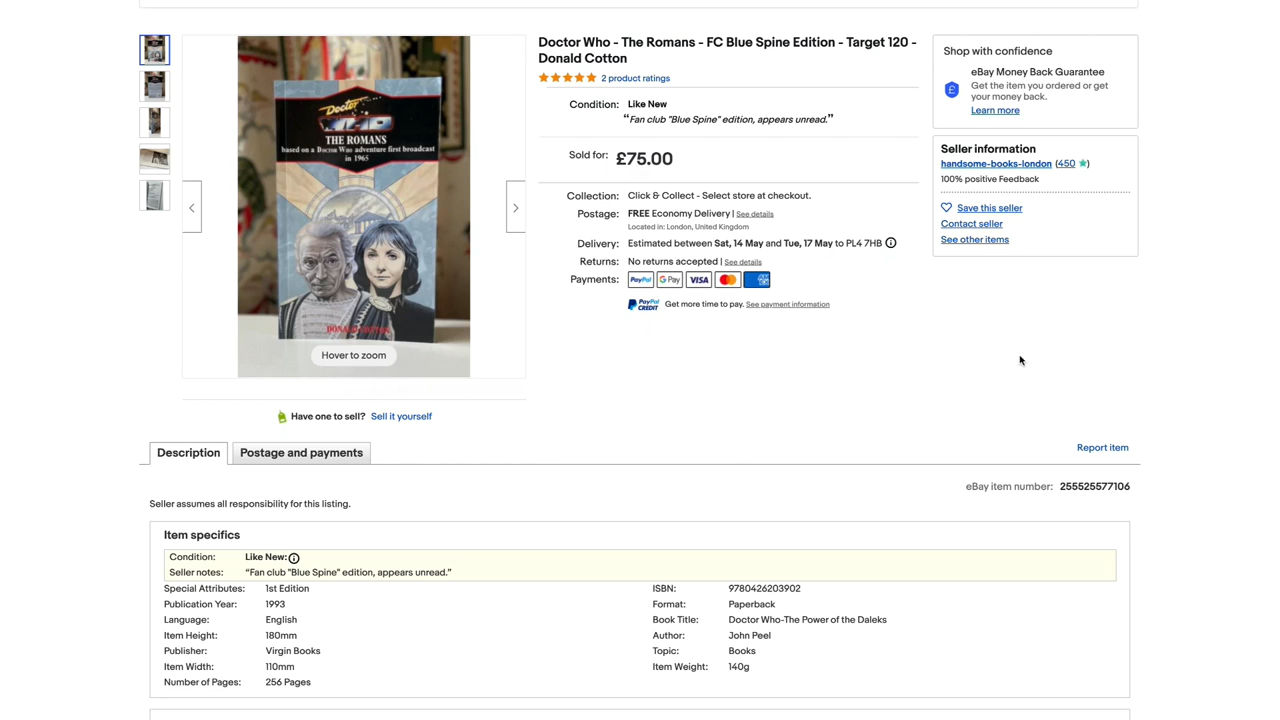 Doctor Who - The Romans - FC Blue Spine Edition - Target 120 -
Donald Cotton
2 product ratings
Condition: Like New
“Fan club "Blue Spine" edition, appears unread.”
Sold for: £75.00
Collection: Click & Collect - Select store at checkout.
Postage: FREE Economy Delivery | See details
Located in: London, United Kingdom
Delivery: Estimated between Sat, 14 May and Tue, 17 May to PL4 7HB
Returns: No returns accepted | See details
Payments: PayPal G Pay VISA
PayPal CREDIT Get more time to pay. See payment information
Shop with confidence
eBay Money Back Guarantee
Get the item you ordered or get
your money back.
Learn more
Seller information
handsome-books-london (450)
100% positive Feedback
Save this seller
Contact seller
See other items
Doctor
WHO
THE ROMANS
based on a DOCTOR WHO adventure first broadcast
in 1965
DONALD COTTON
Hover to zoom
Have one to sell? Sell it yourself
Description
Postage and payments
Report item
eBay item number: 255525577106
Seller assumes all responsibility for this listing.
Item specifics
Condition: Like New:
Seller notes: “Fan club "Blue Spine" edition, appears unread.”
Special Attributes: 1st Edition
ISBN: 9780426203902
Publication Year: 1993
Format: Paperback
Language: English
Book Title: Doctor Who-The Power of the Daleks
Item Height: 180mm
Author: John Peel
Publisher: Virgin Books
Topic: Books
Item Width: 110mm
Item Weight: 140g
Number of Pages: 256 Pages